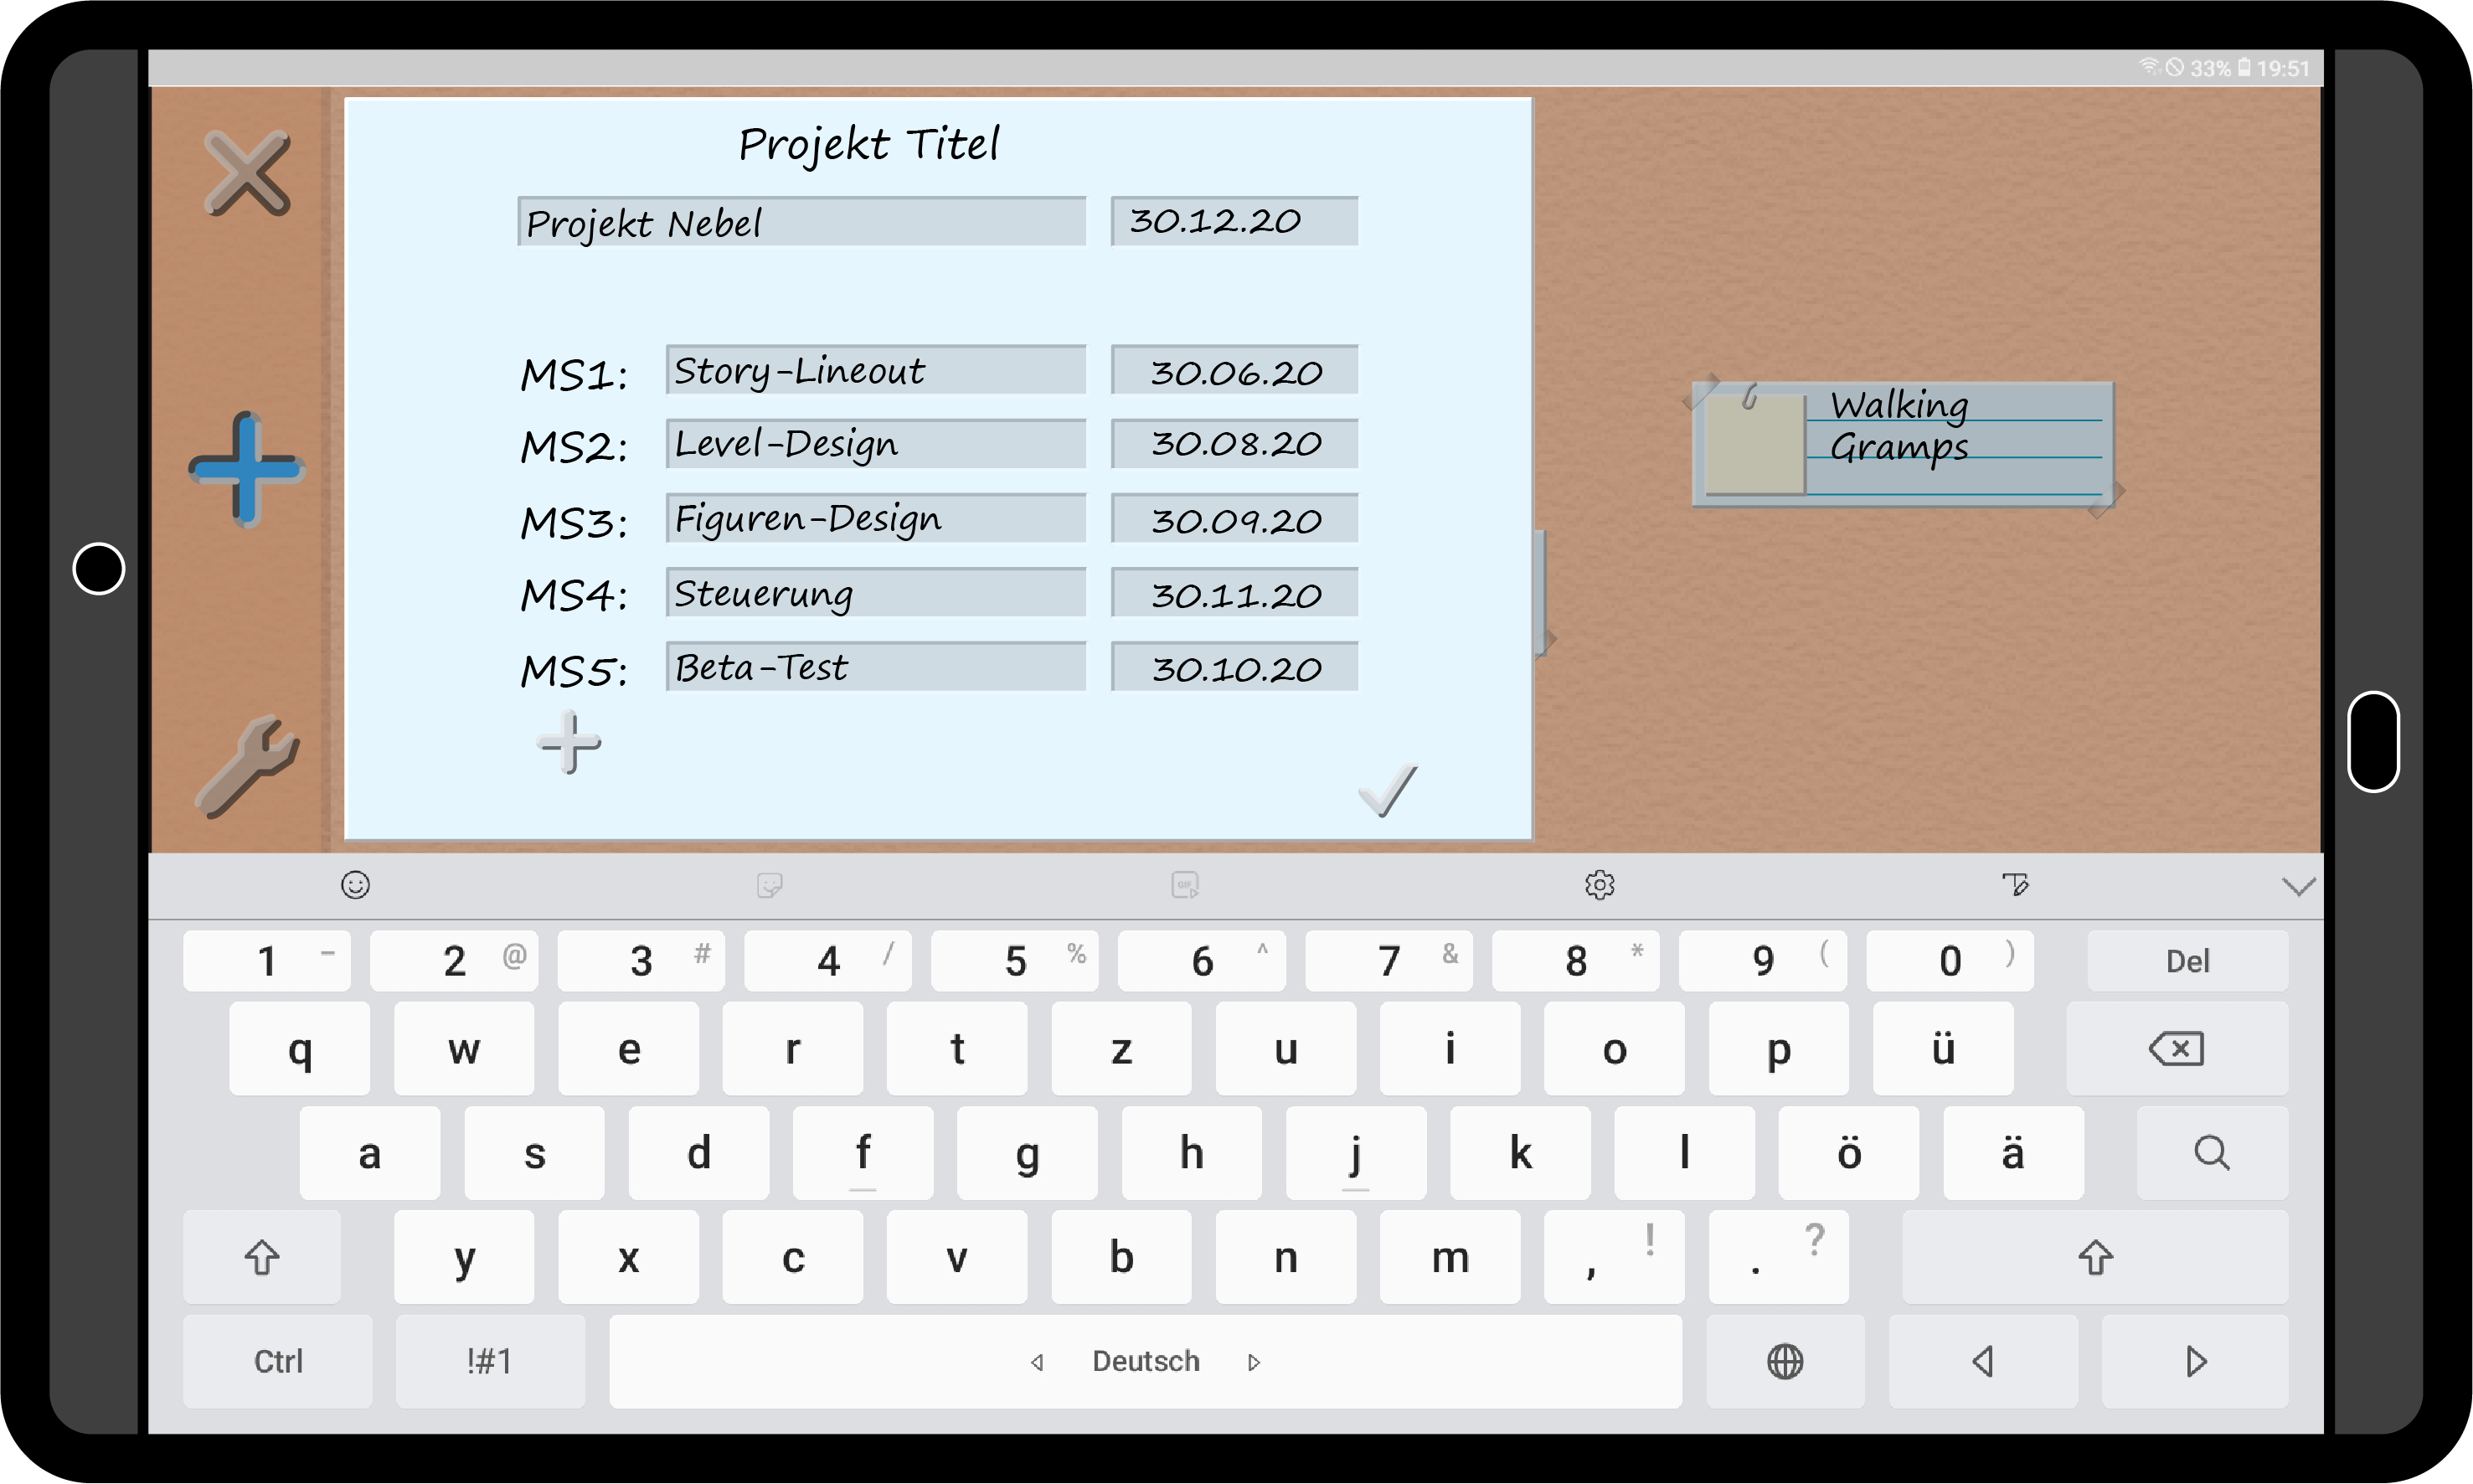 33% 19:51
Projekt Titel
Projekt Nebel 30.12.20
MS1: Story-Lineout 30.06.20
MS2: Level-Design 30.08.20
MS3: Figuren-Design 30.09.20
MS4: Steuerung 30.11.20
MS5: Beta-Test 30.10.20
Walking
Gramps
GIF
1 - 2 @ 3 # 4 / 5 % 6 ^ 7 & 8 * 9 ( 0 ) Del
q w e r t z u i o p ü
a s d f g h j k l ö ä
y x c v b n m , ! . ?
Ctrl !#1 Deutsch